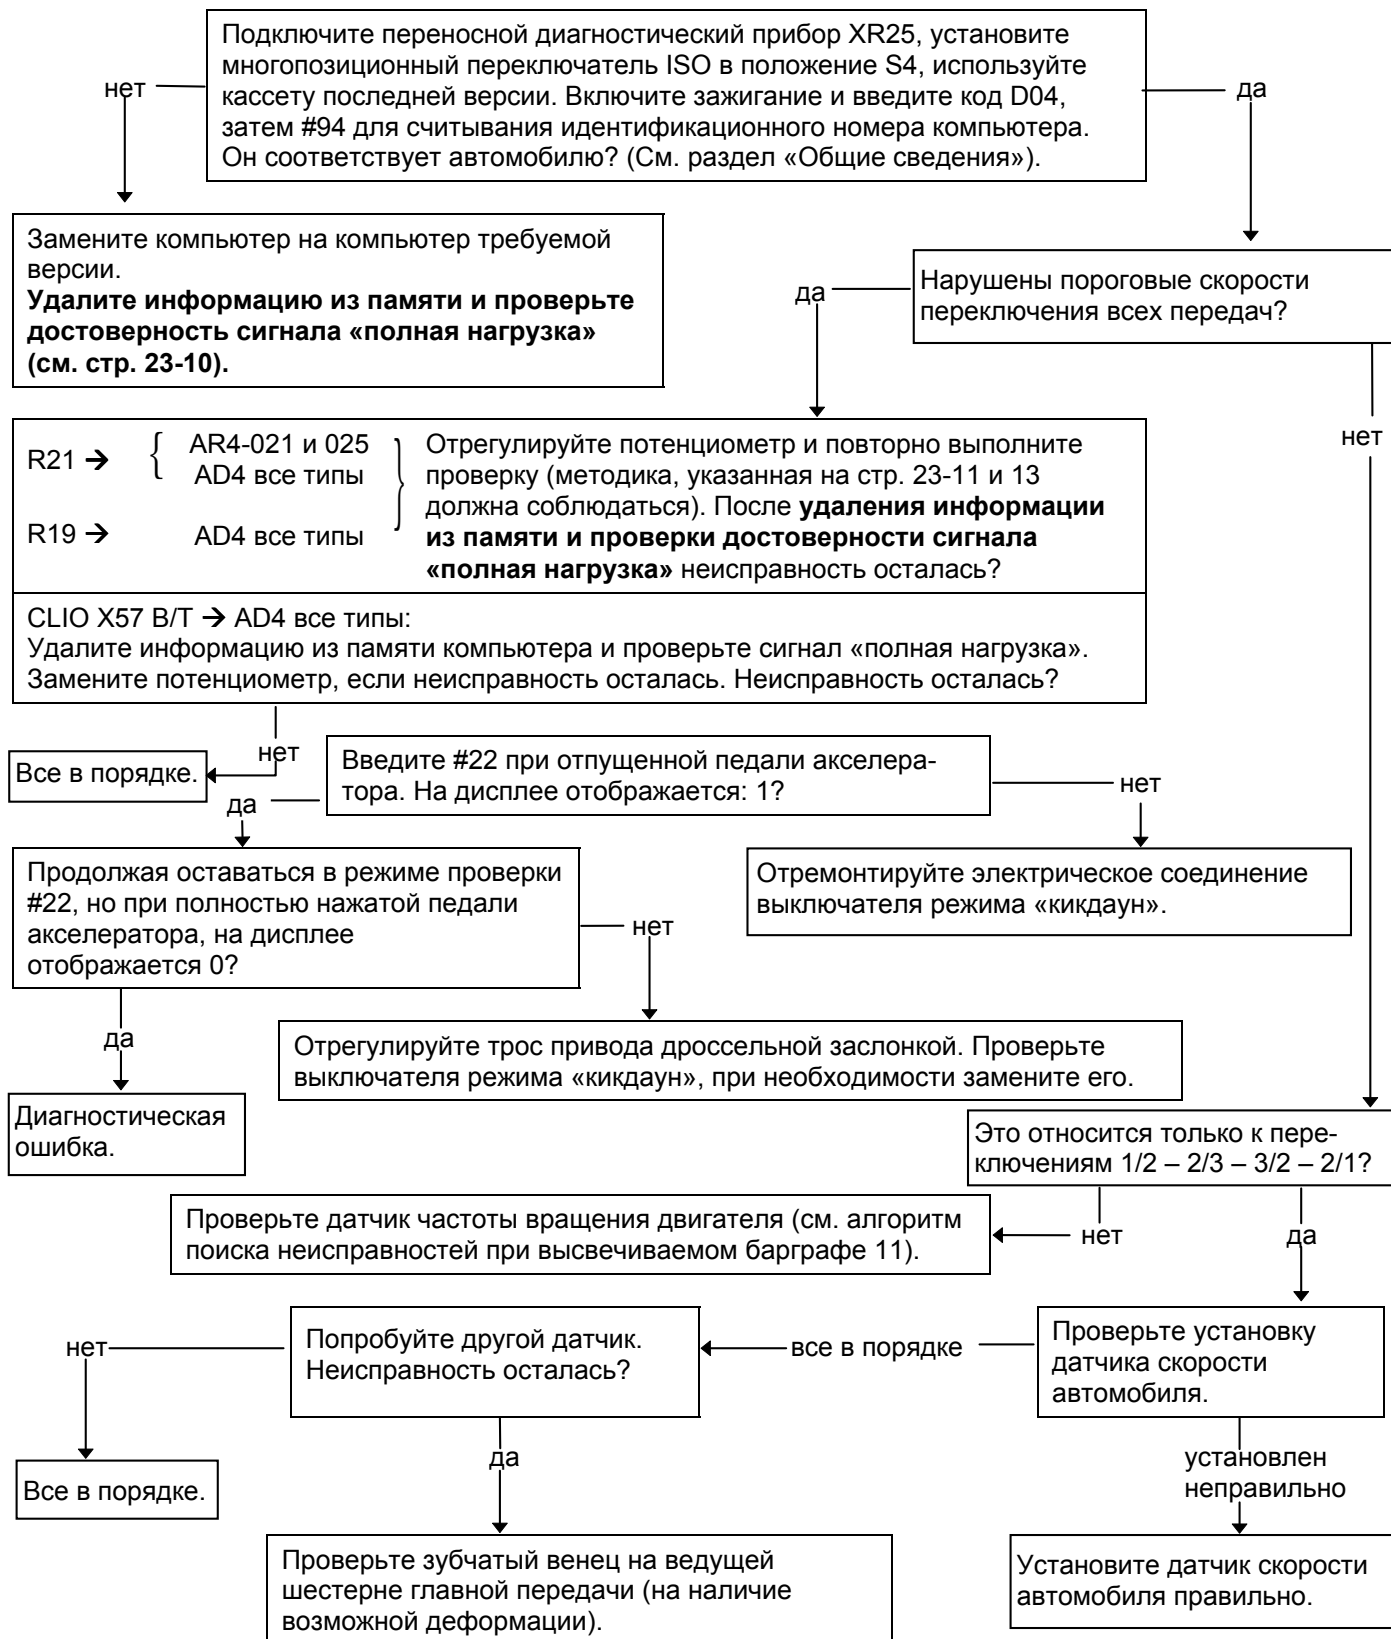 Подключите переносной диагностический прибор XR25, установите
многопозиционный переключатель ISO в положение S4, используйте
кассету последней версии. Включите зажигание и введите код D04,
затем #94 для считывания идентификационного номера компьютера.
Он соответствует автомобилю? (См. раздел «Общие сведения»).
нет
да
Замените компьютер на компьютер требуемой
версии.
Удалите информацию из памяти и проверьте
достоверность сигнала «полная нагрузка»
(см. стр. 23-10).
Нарушены пороговые скорости
переключения всех передач?
да
нет
R21 → { AR4-021 и 025
AD4 все типы }
R19 → AD4 все типы
Отрегулируйте потенциометр и повторно выполните
проверку (методика, указанная на стр. 23-11 и 13
должна соблюдаться). После удаления информации
из памяти и проверки достоверности сигнала
«полная нагрузка» неисправность осталась?
CLIO X57 B/T → AD4 все типы:
Удалите информацию из памяти компьютера и проверьте сигнал «полная нагрузка».
Замените потенциометр, если неисправность осталась. Неисправность осталась?
нет
Все в порядке.
да
Введите #22 при отпущенной педали акселера-
тора. На дисплее отображается: 1?
нет
Продолжая оставаться в режиме проверки
#22, но при полностью нажатой педали
акселератора, на дисплее
отображается 0?
нет
Отремонтируйте электрическое соединение
выключателя режима «кикдаун».
да
Отрегулируйте трос привода дроссельной заслонкой. Проверьте
выключателя режима «кикдаун», при необходимости замените его.
Диагностическая
ошибка.
Это относится только к пере-
ключениям 1/2 – 2/3 – 3/2 – 2/1?
Проверьте датчик частоты вращения двигателя (см. алгоритм
поиска неисправностей при высвечиваемом барграфе 11).
нет
да
нет
Попробуйте другой датчик.
Неисправность осталась?
все в порядке
Проверьте установку
датчика скорости
автомобиля.
да
установлен
неправильно
Все в порядке.
Проверьте зубчатый венец на ведущей
шестерне главной передачи (на наличие
возможной деформации).
Установите датчик скорости
автомобиля правильно.